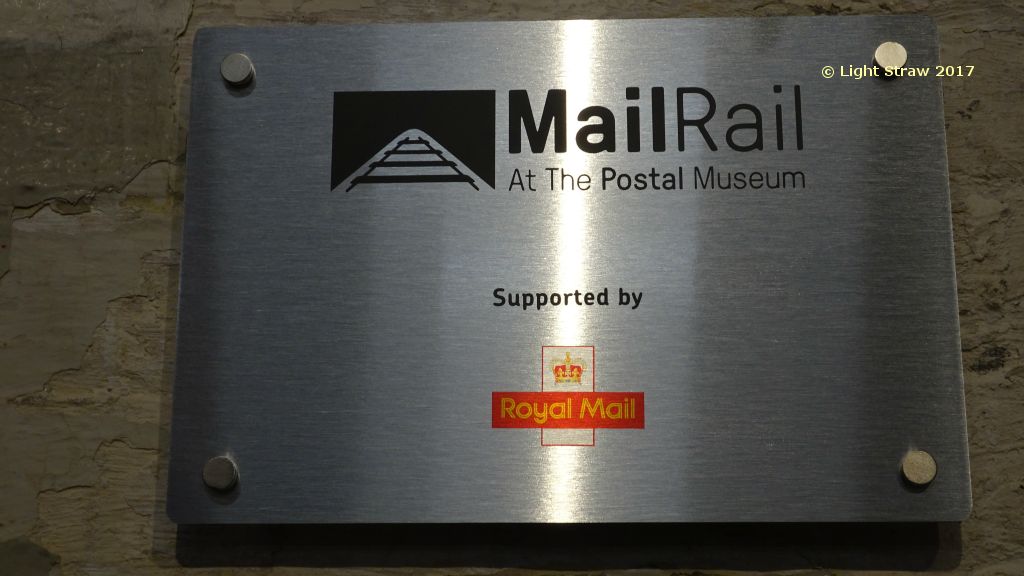 © Light Straw 2017
MailRail
At The Postal Museum
Supported by
Royal Mail